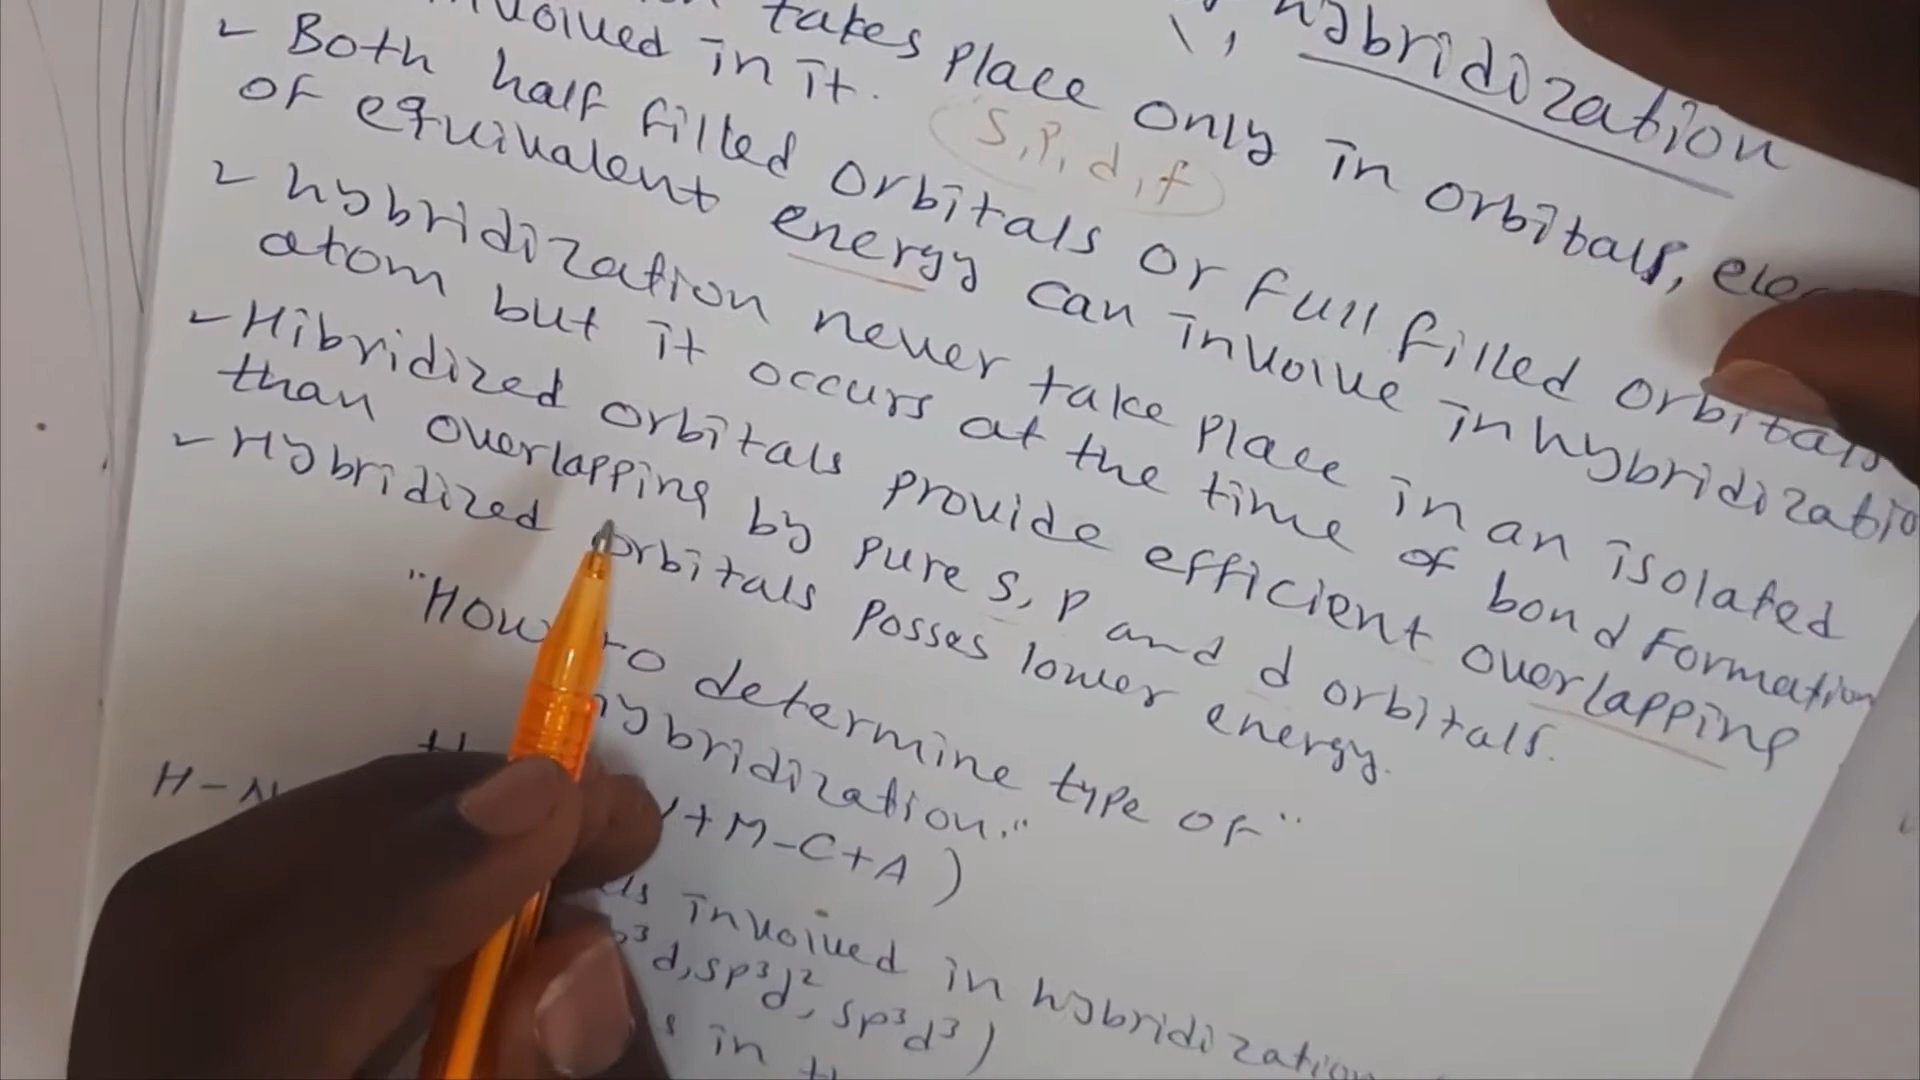 hybridization
takes place only in orbitals,
involved in it.
S, P, d, f
Both half filled orbitals or full filled orbitals
of equivalent energy can involve in hybridization
hybridization never take place in an isolated
atom but it occurs at the time of bond formation
Hibridized orbitals provide efficient overlapping
than overlapping by pure s, p and d orbitals.
Hybridized orbitals posses lower energy.
"How to determine type of"
hybridization."
H-N
+M-C+A)
involved in hybridization
d, sp³d², sp³d³)
in